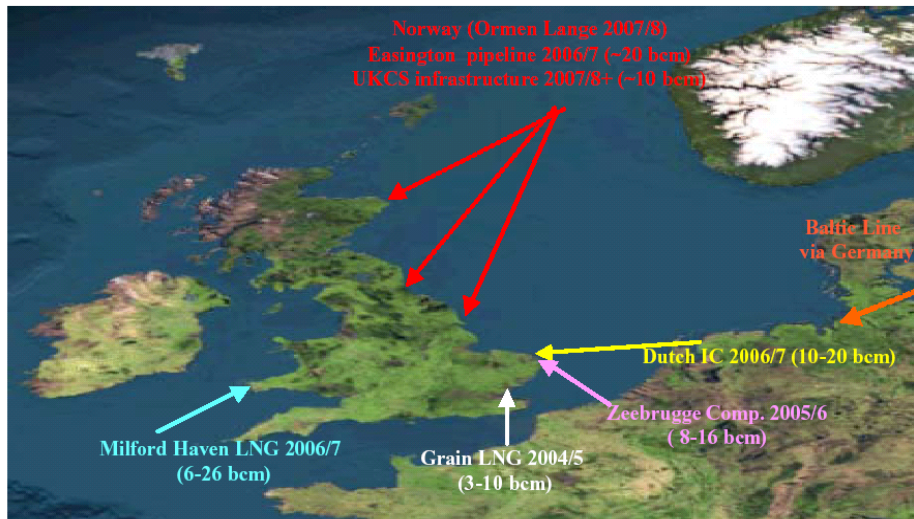 Norway (Ormen Lange 2007/8)
Easington pipeline 2006/7 (~20 bcm)
UKCS infrastructure 2007/8+ (~10 bcm)
Baltic Line
via Germany
Dutch IC 2006/7 (10-20 bcm)
Zeebrugge Comp. 2005/6
( 8-16 bcm)
Milford Haven LNG 2006/7
(6-26 bcm)
Grain LNG 2004/5
(3-10 bcm)